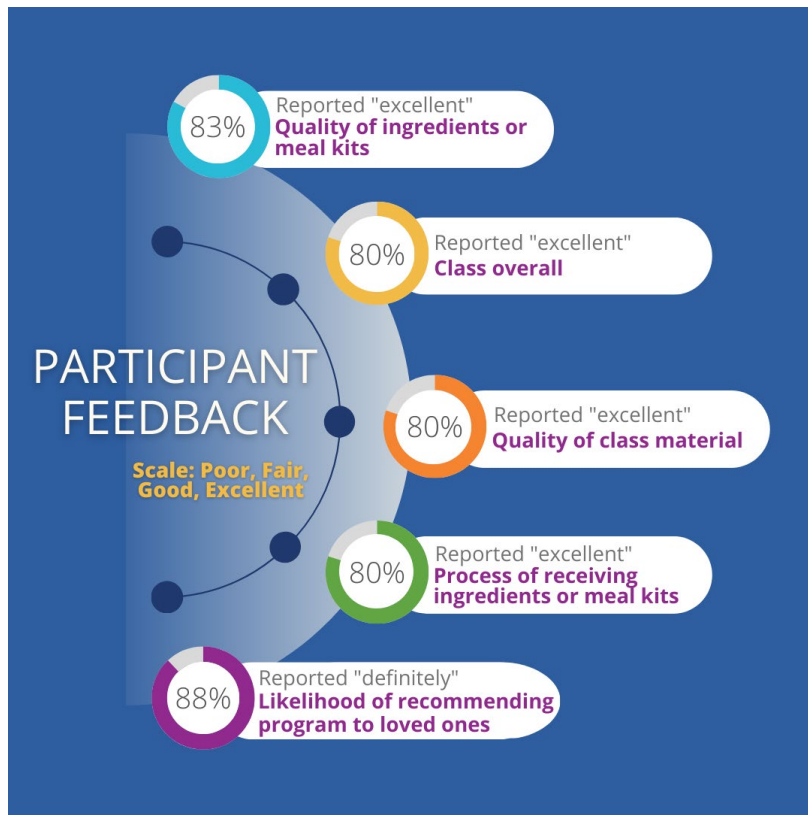 83%
Reported "excellent"
Quality of ingredients or
meal kits
80%
Reported "excellent"
Class overall
PARTICIPANT
FEEDBACK
Scale: Poor, Fair,
Good, Excellent
80%
Reported "excellent"
Quality of class material
80%
Reported "excellent"
Process of receiving
ingredients or meal kits
88%
Reported "definitely"
Likelihood of recommending
program to loved ones